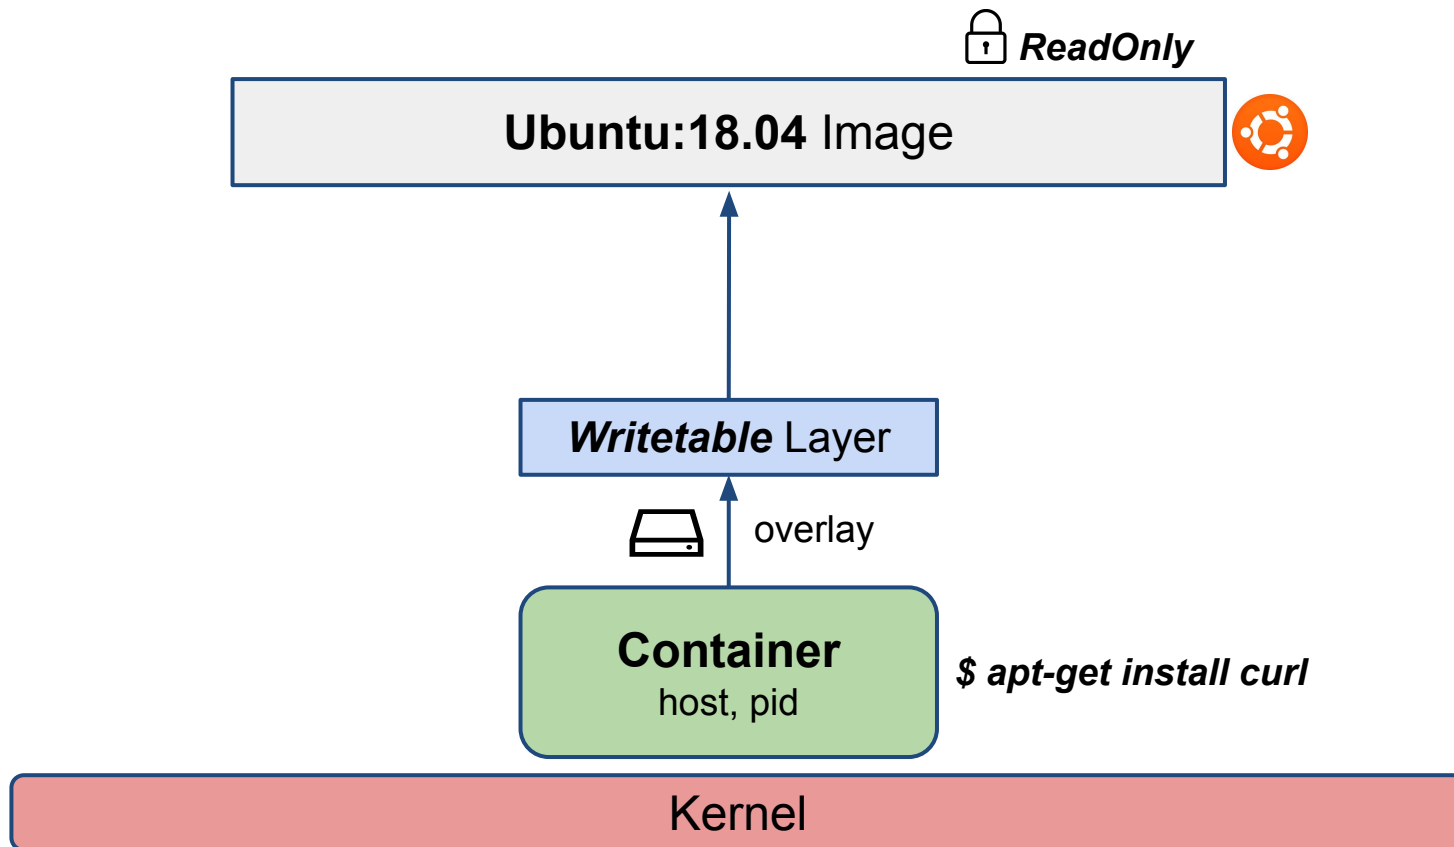 ReadOnly
Ubuntu:18.04 Image
Writetable Layer
overlay
Container
host, pid
$ apt-get install curl
Kernel